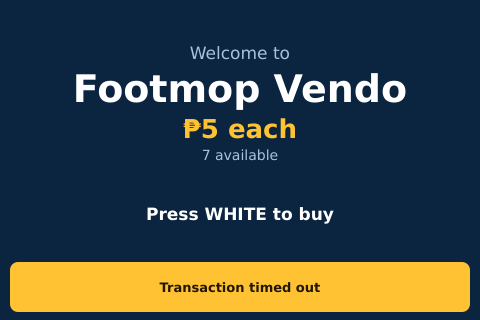 Welcome to
Footmop Vendo
₱5 each
7 available
Press WHITE to buy
Transaction timed out